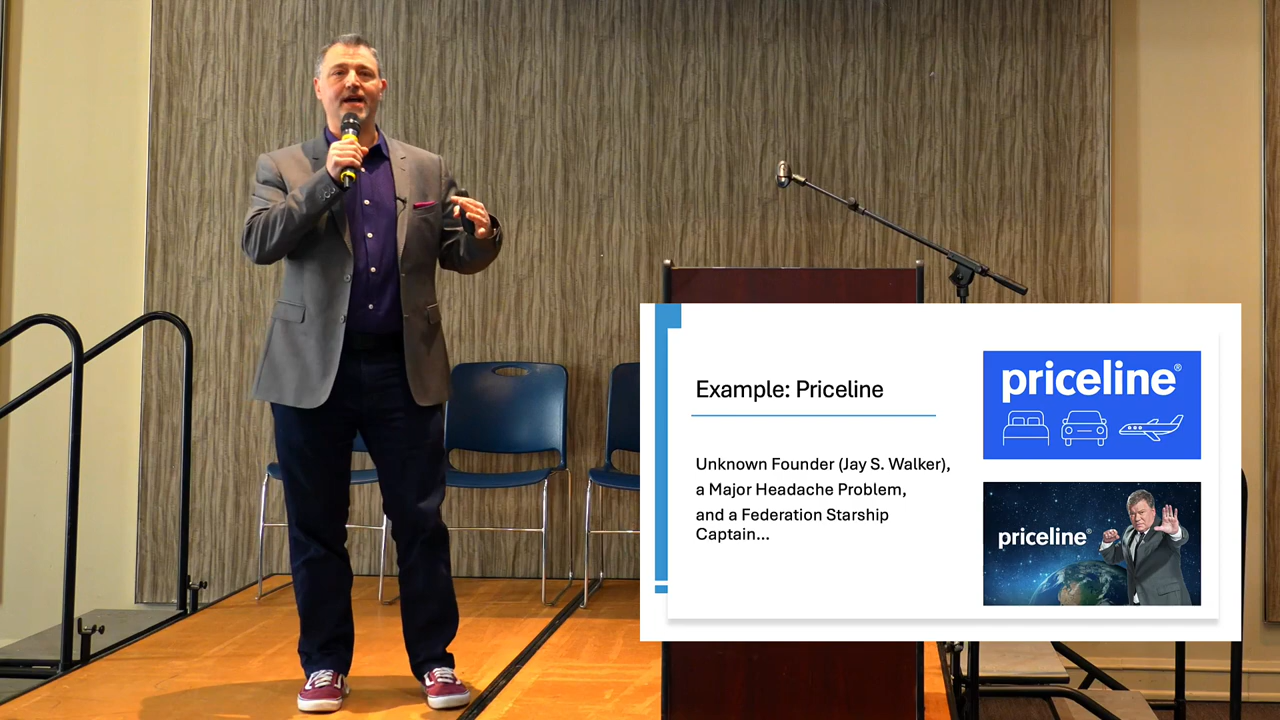 Example: Priceline
Unknown Founder (Jay S. Walker),
a Major Headache Problem,
and a Federation Starship
Captain...
priceline®
priceline®